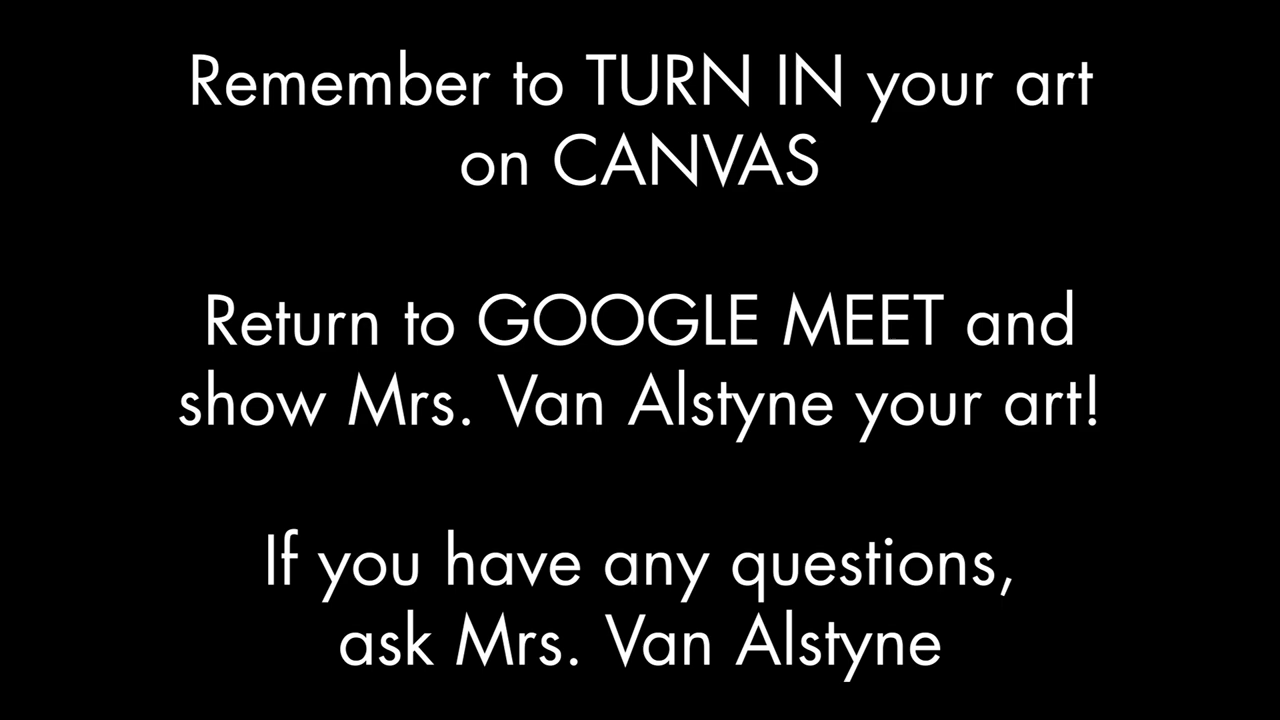 Remember to TURN IN your art
on CANVAS
Return to GOOGLE MEET and
show Mrs. Van Alstyne your art!
If you have any questions,
ask Mrs. Van Alstyne